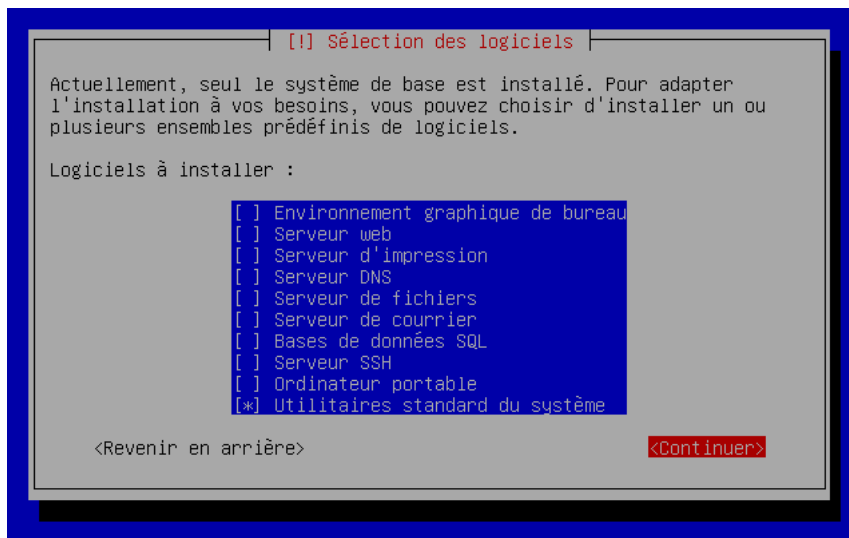 [!] Sélection des logiciels
Actuellement, seul le système de base est installé. Pour adapter
l'installation à vos besoins, vous pouvez choisir d'installer un ou
plusieurs ensembles prédéfinis de logiciels.
Logiciels à installer :
[ ] Environnement graphique de bureau
[ ] Serveur web
[ ] Serveur d'impression
[ ] Serveur DNS
[ ] Serveur de fichiers
[ ] Serveur de courrier
[ ] Bases de données SQL
[ ] Serveur SSH
[ ] Ordinateur portable
[*] Utilitaires standard du système
<Revenir en arrière> <Continuer>